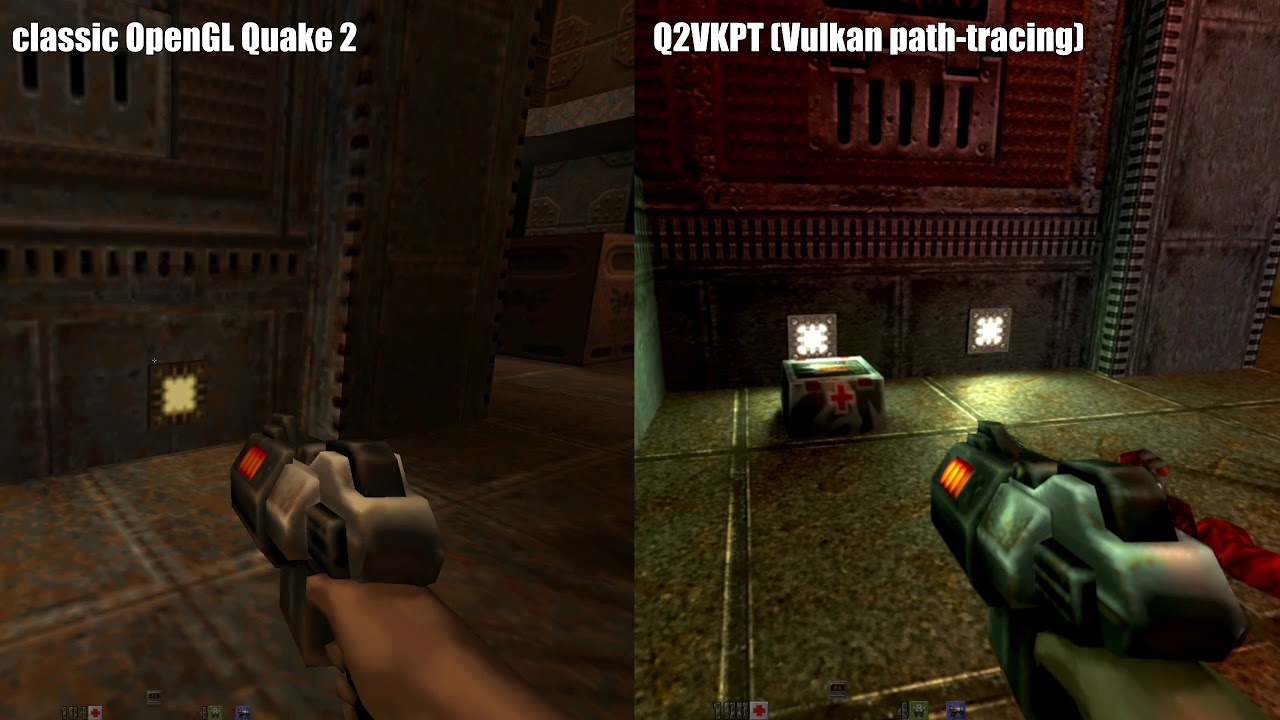 classic OpenGL Quake 2
Q2VKPT (Vulkan path-tracing)